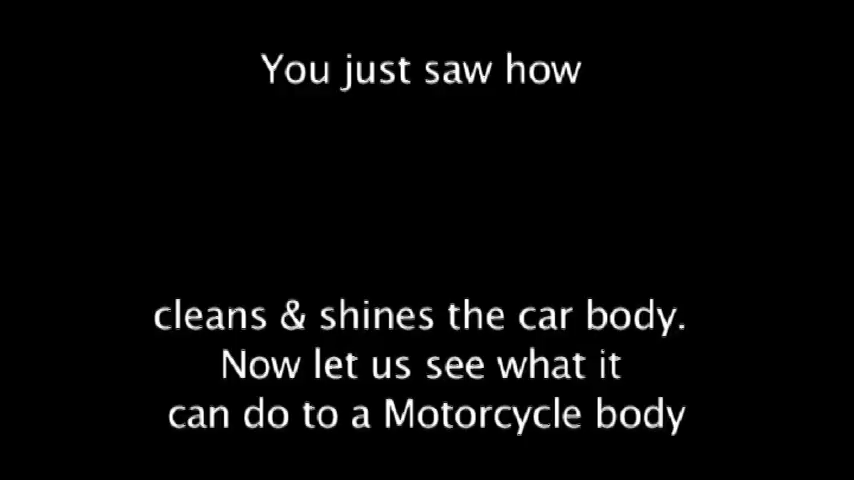 You just saw how
cleans & shines the car body.
Now let us see what it
can do to a Motorcycle body